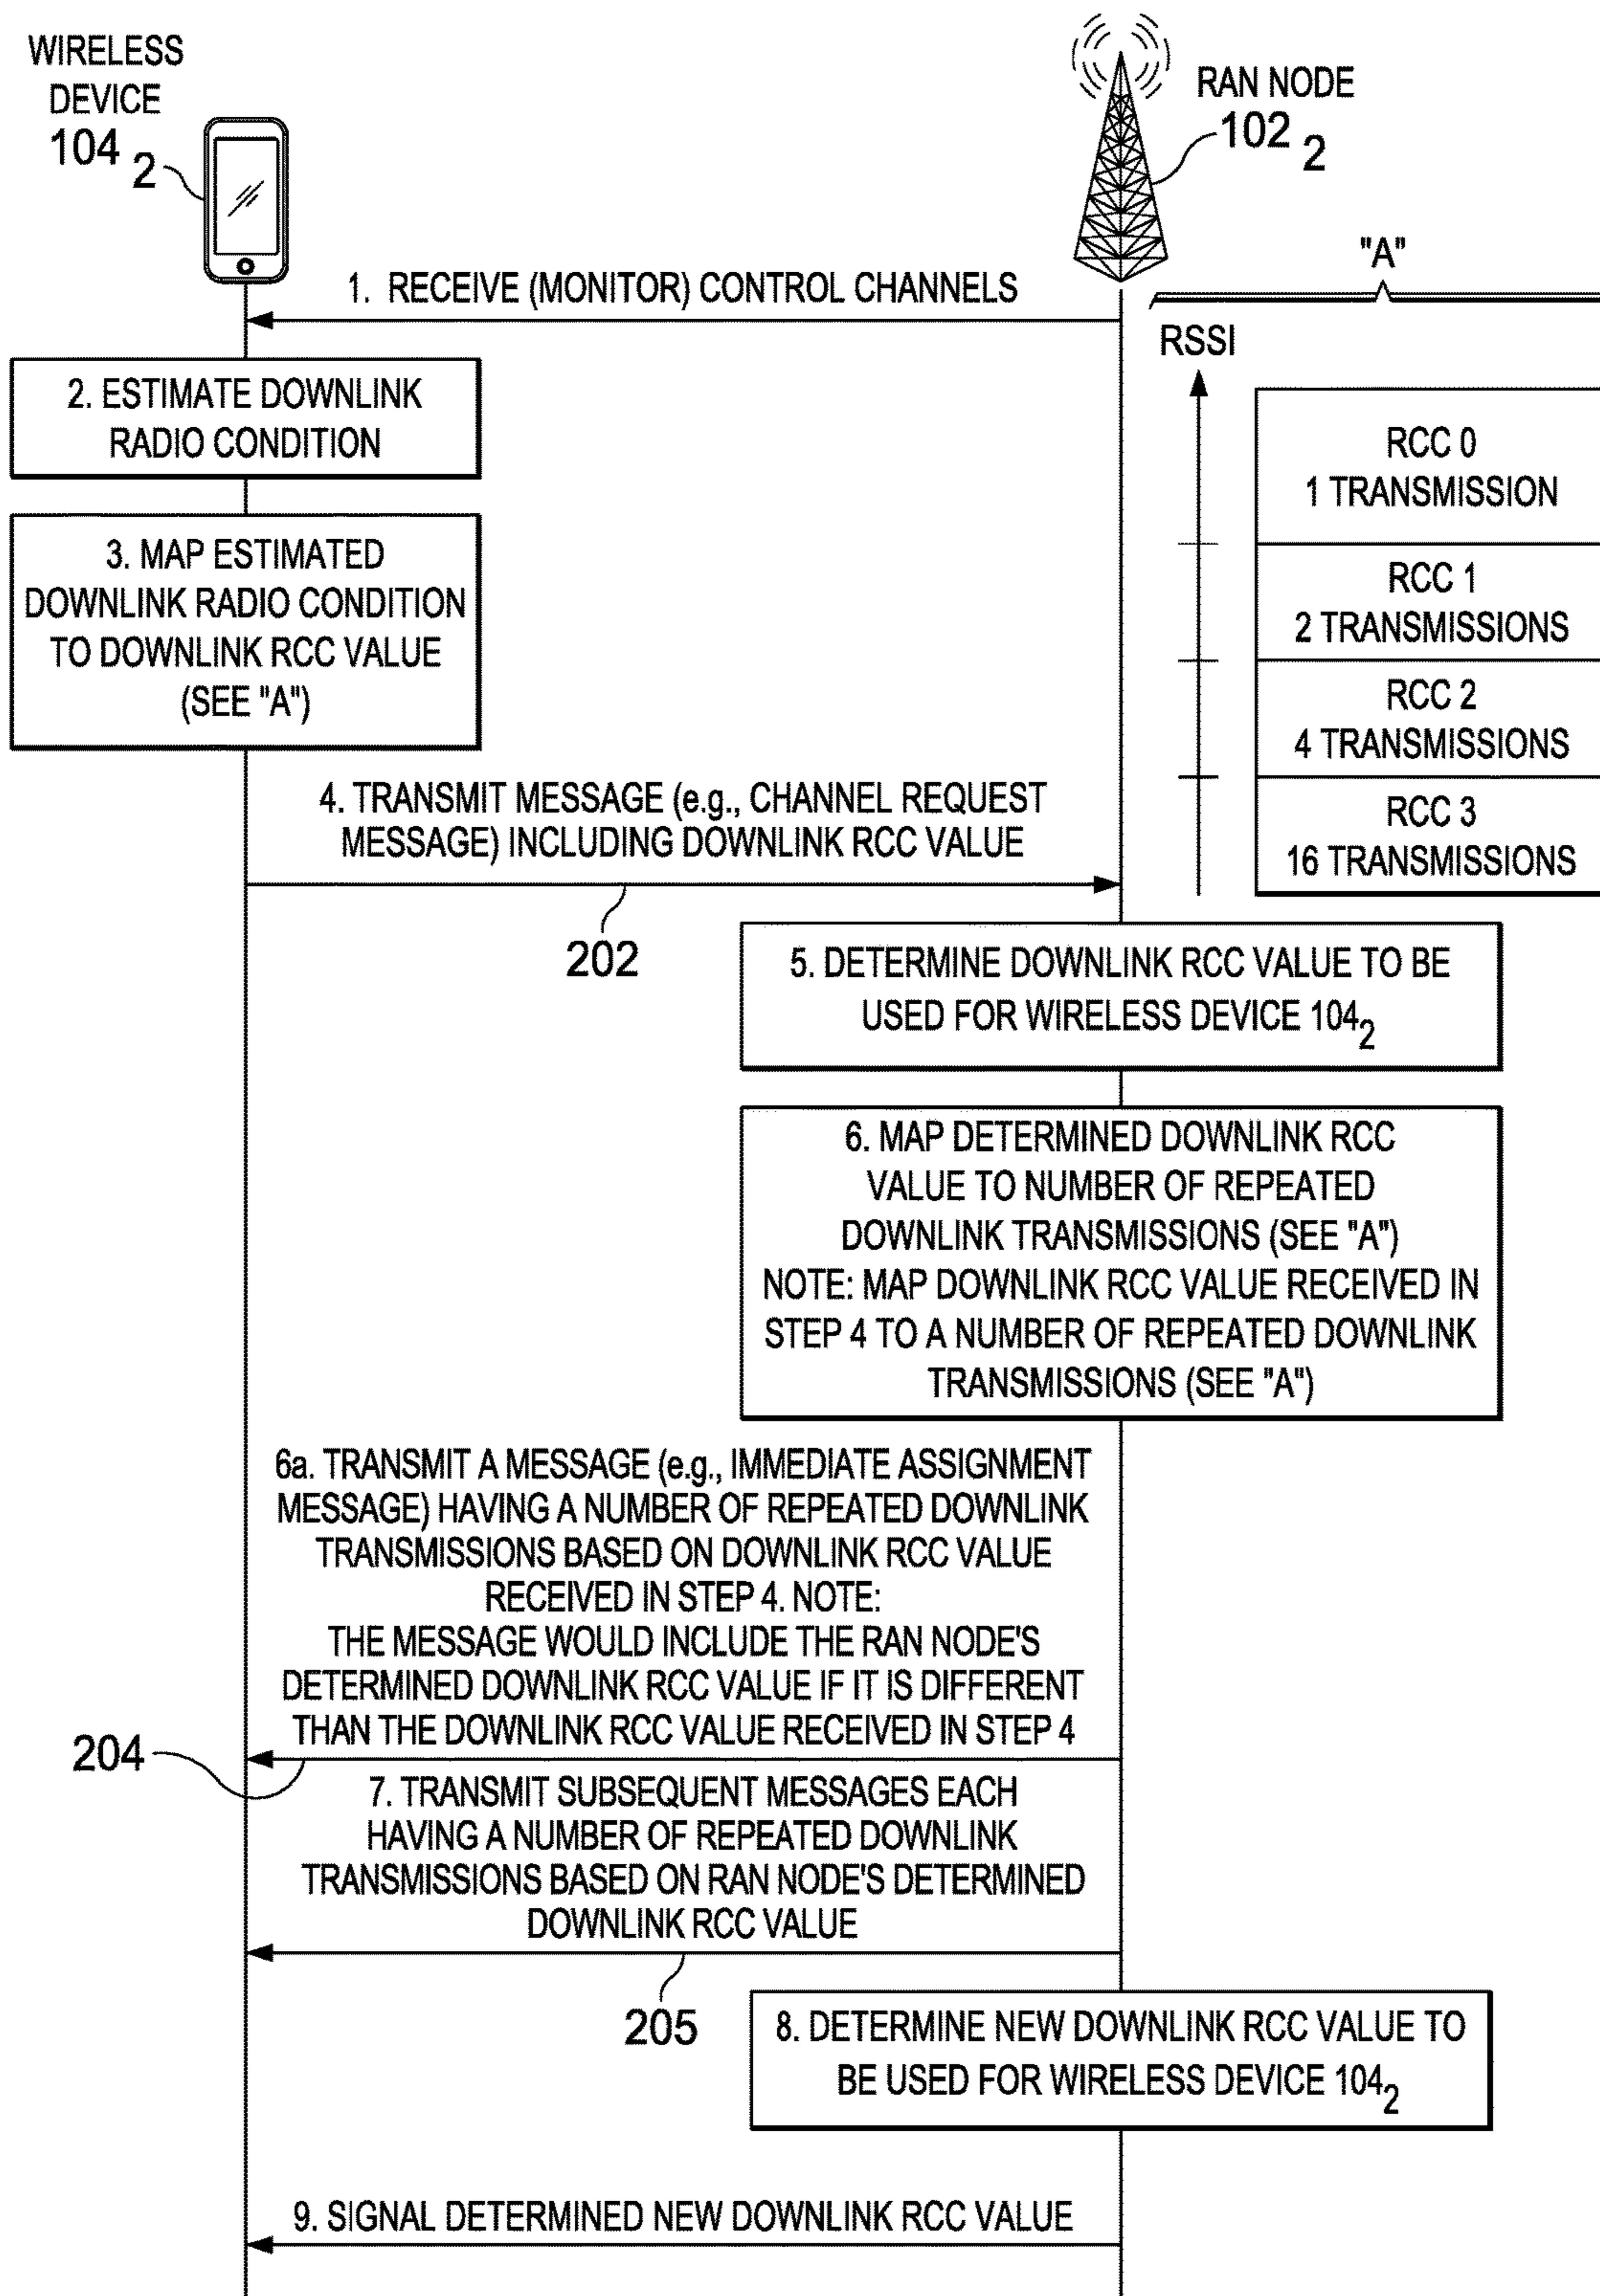 WIRELESS
DEVICE
104 2
RAN NODE
102 2
"A"
1. RECEIVE (MONITOR) CONTROL CHANNELS
RSSI
2. ESTIMATE DOWNLINK
RADIO CONDITION
RCC 0
1 TRANSMISSION
3. MAP ESTIMATED
DOWNLINK RADIO CONDITION
TO DOWNLINK RCC VALUE
(SEE "A")
RCC 1
2 TRANSMISSIONS
RCC 2
4 TRANSMISSIONS
RCC 3
16 TRANSMISSIONS
4. TRANSMIT MESSAGE (e.g., CHANNEL REQUEST
MESSAGE) INCLUDING DOWNLINK RCC VALUE
202
5. DETERMINE DOWNLINK RCC VALUE TO BE
USED FOR WIRELESS DEVICE 104₂
6. MAP DETERMINED DOWNLINK RCC
VALUE TO NUMBER OF REPEATED
DOWNLINK TRANSMISSIONS (SEE "A")
NOTE: MAP DOWNLINK RCC VALUE RECEIVED IN
STEP 4 TO A NUMBER OF REPEATED DOWNLINK
TRANSMISSIONS (SEE "A")
6a. TRANSMIT A MESSAGE (e.g., IMMEDIATE ASSIGNMENT
MESSAGE) HAVING A NUMBER OF REPEATED DOWNLINK
TRANSMISSIONS BASED ON DOWNLINK RCC VALUE
RECEIVED IN STEP 4. NOTE:
THE MESSAGE WOULD INCLUDE THE RAN NODE'S
DETERMINED DOWNLINK RCC VALUE IF IT IS DIFFERENT
THAN THE DOWNLINK RCC VALUE RECEIVED IN STEP 4
204
7. TRANSMIT SUBSEQUENT MESSAGES EACH
HAVING A NUMBER OF REPEATED DOWNLINK
TRANSMISSIONS BASED ON RAN NODE'S DETERMINED
DOWNLINK RCC VALUE
205
8. DETERMINE NEW DOWNLINK RCC VALUE TO
BE USED FOR WIRELESS DEVICE 104₂
9. SIGNAL DETERMINED NEW DOWNLINK RCC VALUE